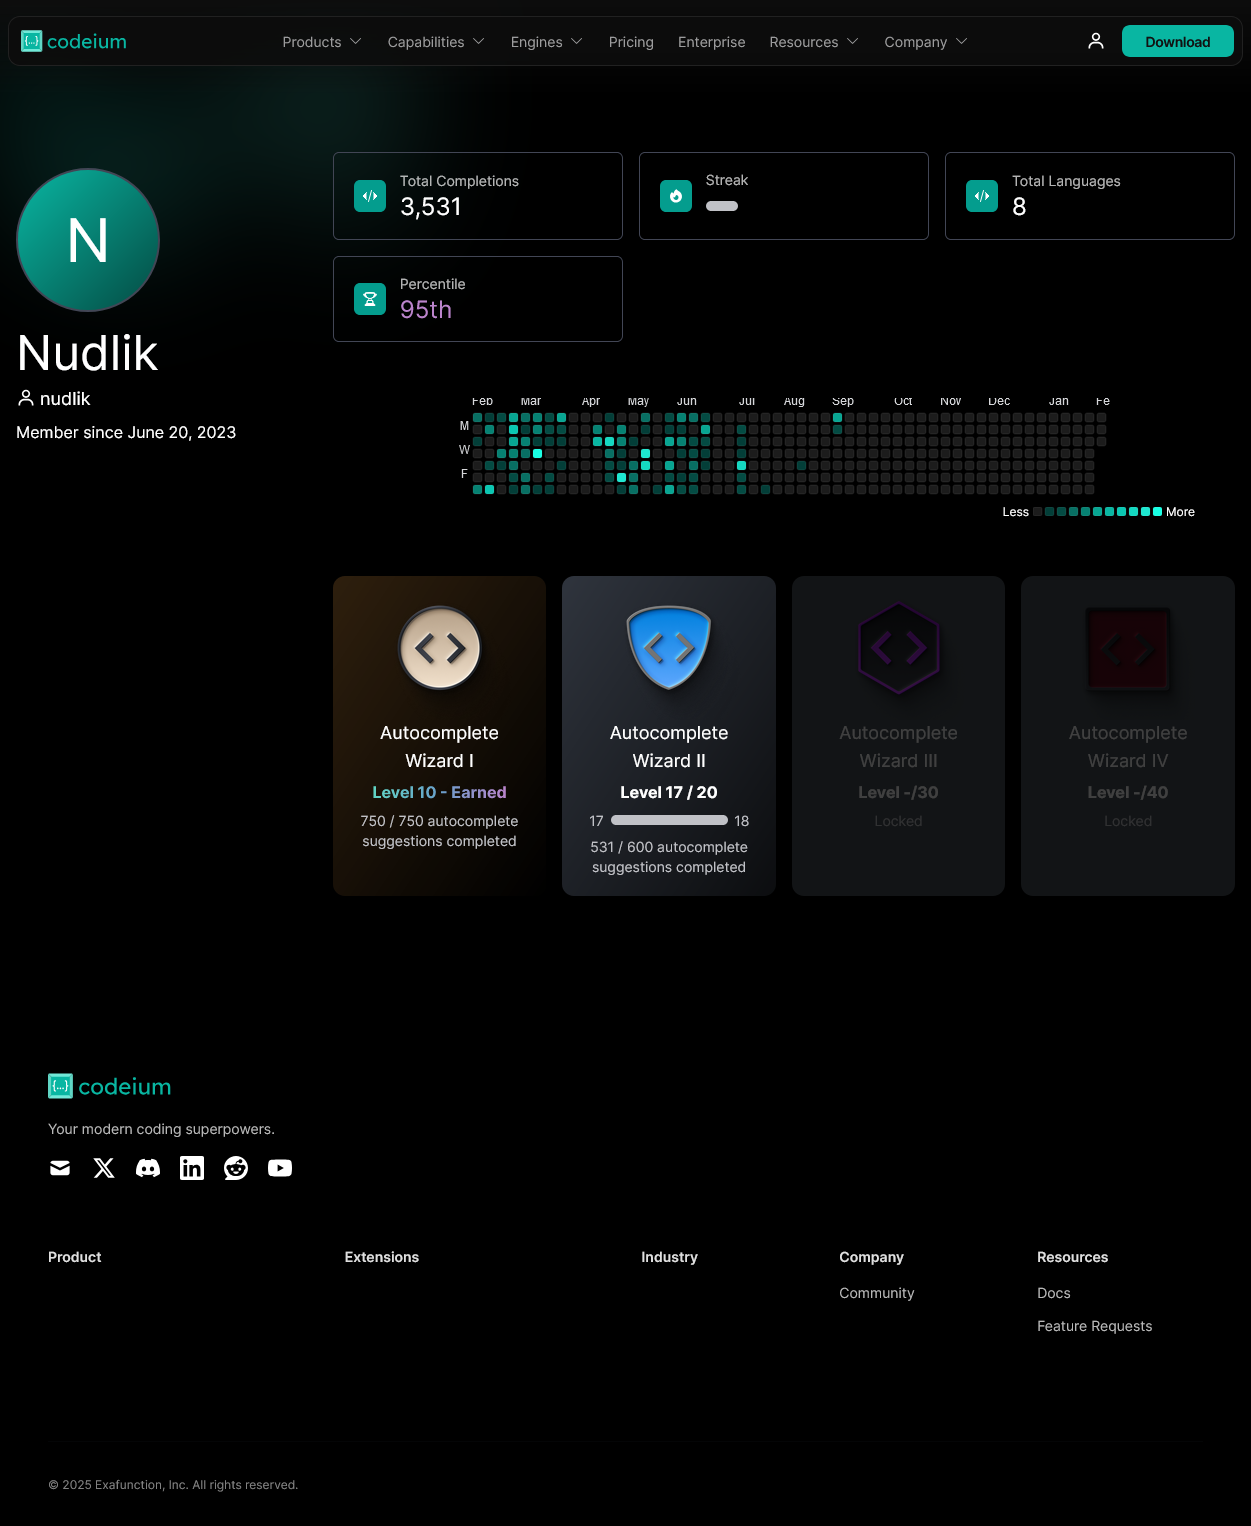 codeium
Products
Capabilities
Engines
Pricing
Enterprise
Resources
Company
Download
N
Nudlik
nudlik
Member since June 20, 2023
Total Completions
3,531
Streak
Total Languages
8
Percentile
95th
Feb Mar Apr May Jun Jul Aug Sep Oct Nov Dec Jan Fe
M
W
F
Less More
Autocomplete
Wizard I
Level 10 - Earned
750 / 750 autocomplete
suggestions completed
Autocomplete
Wizard II
Level 17 / 20
17 18
531 / 600 autocomplete
suggestions completed
Autocomplete
Wizard III
Level -/30
Locked
Autocomplete
Wizard IV
Level -/40
Locked
{...} codeium
Your modern coding superpowers.
Product
Extensions
Industry
Company
Community
Resources
Docs
Feature Requests
© 2025 Exafunction, Inc. All rights reserved.